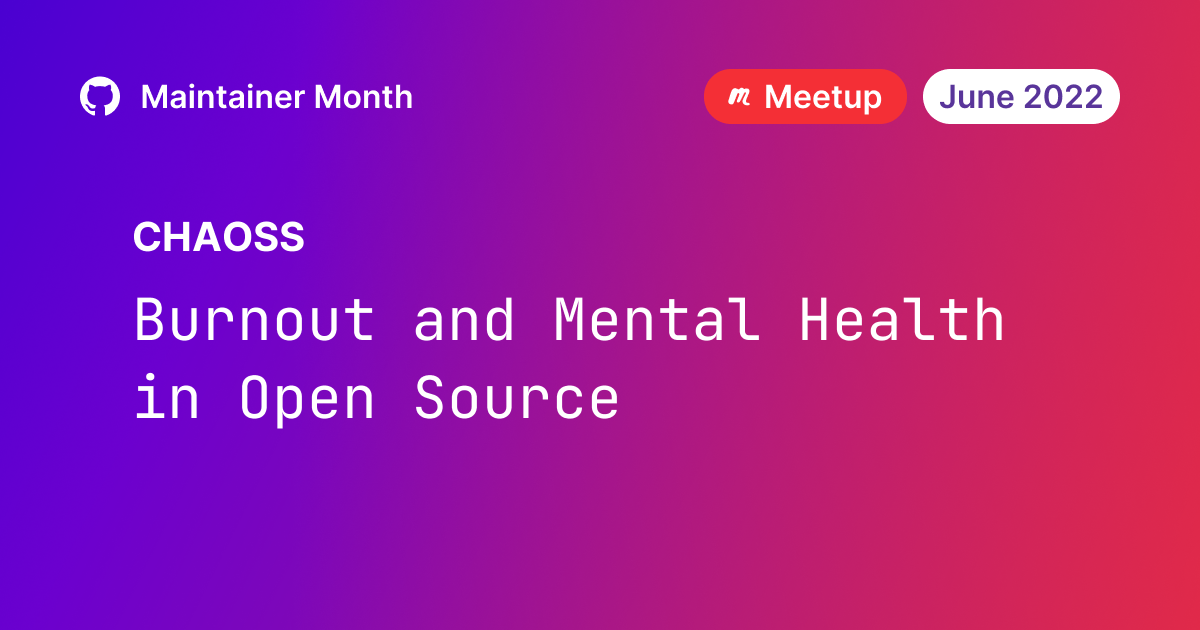 Maintainer Month
Meetup
June 2022
CHAOSS
Burnout and Mental Health
in Open Source